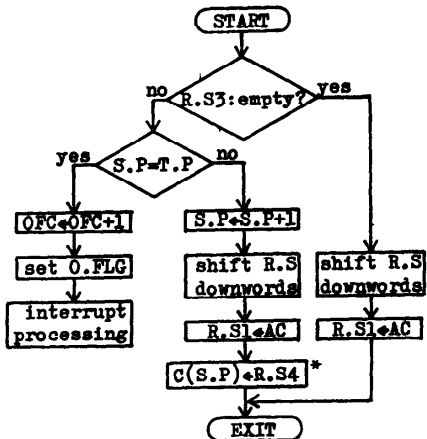 START
R.S3:empty?
no
yes
S.P=T.P
yes
no
OFC←OFC+1
set O.FLG
interrupt
processing
S.P←S.P+1
shift R.S
downwords
R.S1←AC
C(S.P)←R.S4 *
shift R.S
downwords
R.S1←AC
EXIT